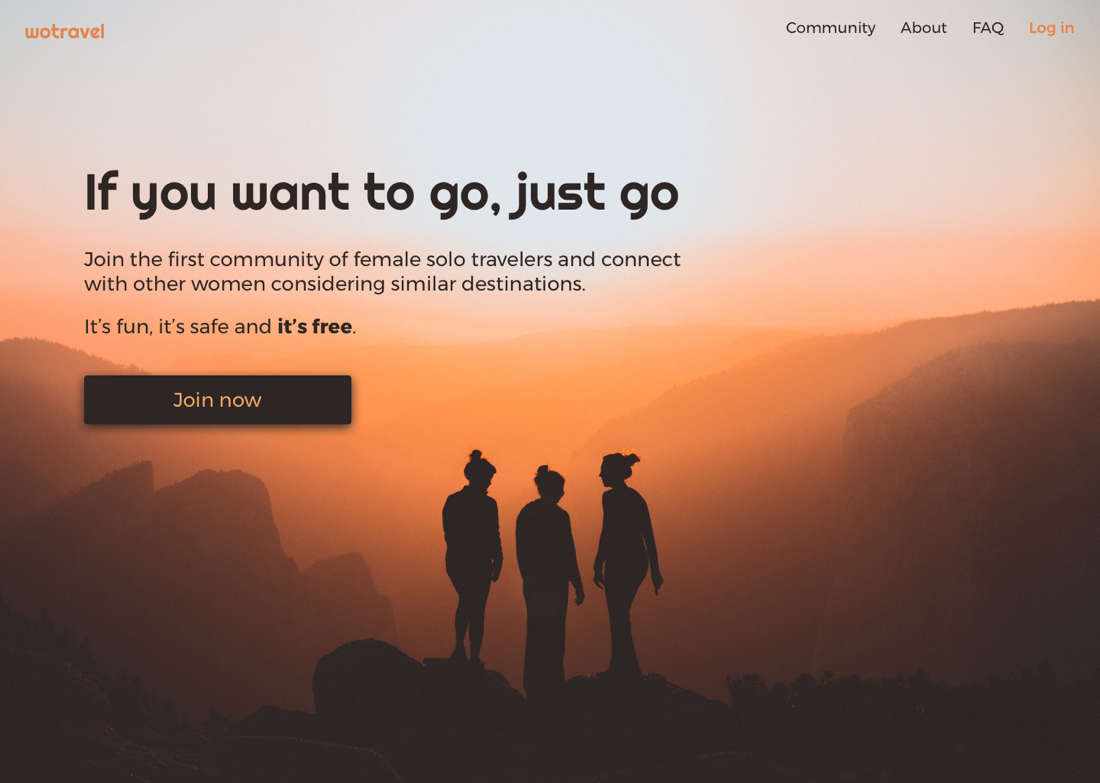 wotravel
Community About FAQ Log in
If you want to go, just go
Join the first community of female solo travelers and connect
with other women considering similar destinations.
It’s fun, it’s safe and it’s free.
Join now